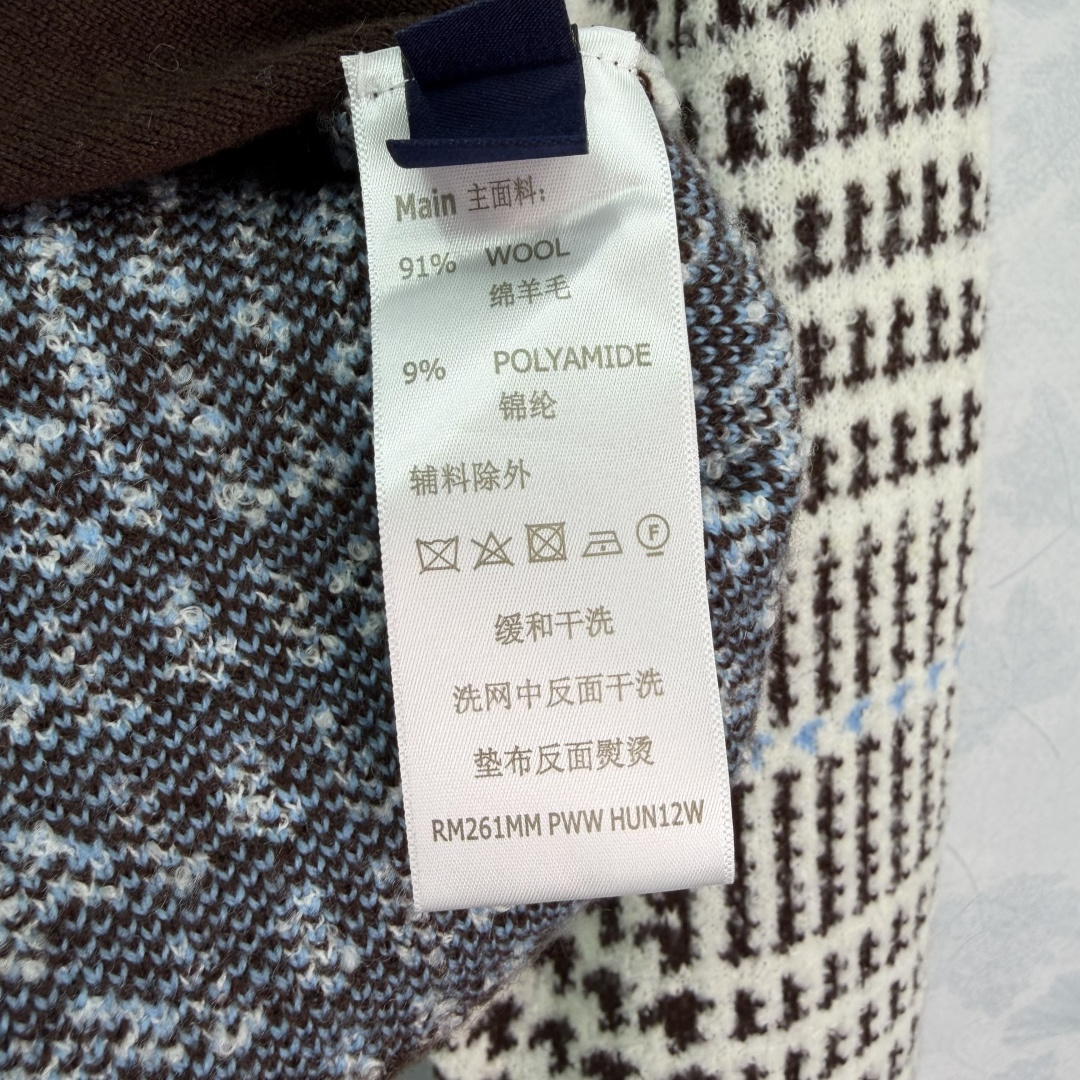 Main 主面料:
91% WOOL
绵羊毛
9% POLYAMIDE
锦纶
辅料除外
F
缓和干洗
洗网中反面干洗
垫布反面熨烫
RM261MM PWW HUN12W